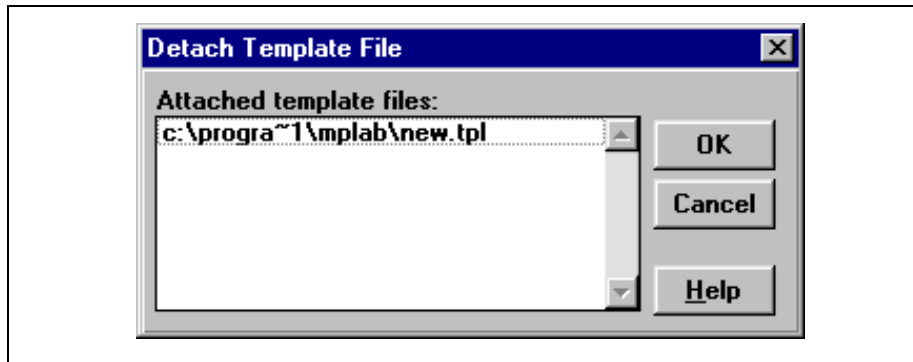 Detach Template File
Attached template files:
c:\progra~1\mplab\new.tpl
OK
Cancel
Help